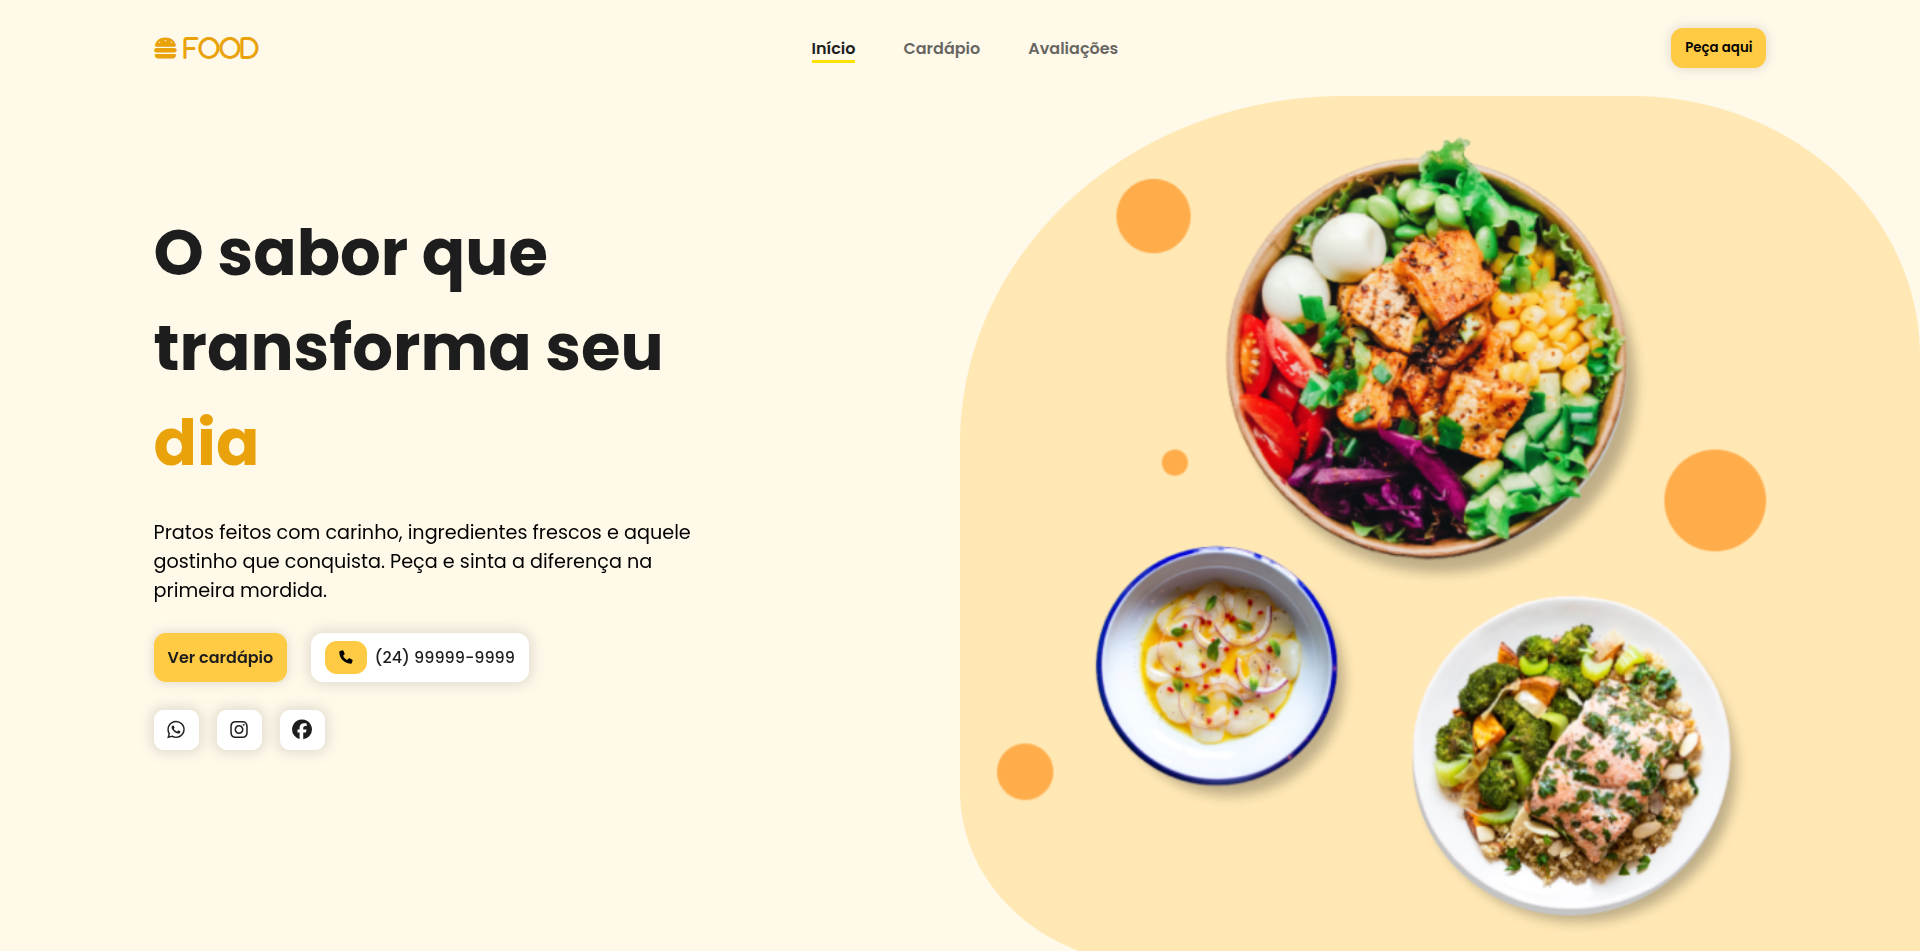 FOOD
Início
Cardápio
Avaliações
Peça aqui
O sabor que
transforma seu
dia
Pratos feitos com carinho, ingredientes frescos e aquele
gostinho que conquista. Peça e sinta a diferença na
primeira mordida.
Ver cardápio
(24) 99999-9999